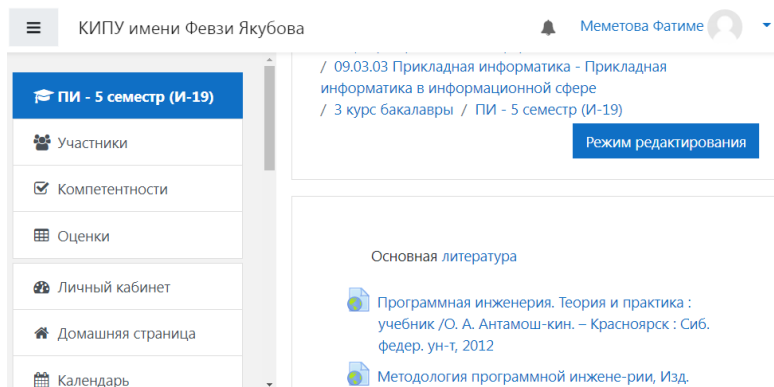 КИПУ имени Февзи Якубова
Меметова Фатиме
ПИ - 5 семестр (И-19)
Участники
Компетентности
Оценки
Личный кабинет
Домашняя страница
Календарь
/ 09.03.03 Прикладная информатика - Прикладная
информатика в информационной сфере
/ 3 курс бакалавры / ПИ - 5 семестр (И-19)
Режим редактирования
Основная литература
Программная инженерия. Теория и практика :
учебник /О. А. Антамош-кин. – Красноярск : Сиб.
федер. ун-т, 2012
Методология программной инжене-рии, Изд.